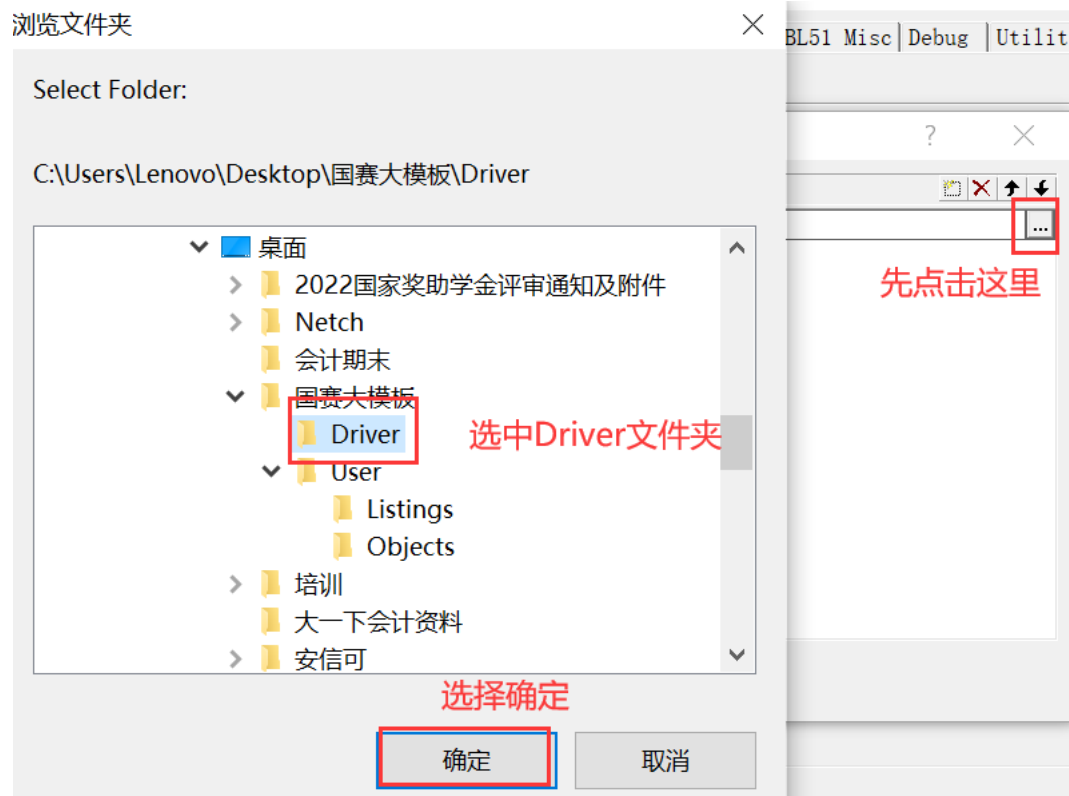 浏览文件夹
BL51 Misc Debug Utilit
Select Folder:
?
C:\Users\Lenovo\Desktop\国赛大模板\Driver
...
先点击这里
桌面
2022国家奖助学金评审通知及附件
Netch
会计期末
国赛大模板
Driver
选中Driver文件夹
User
Listings
Objects
培训
大一下会计资料
安信可
选择确定
确定
取消